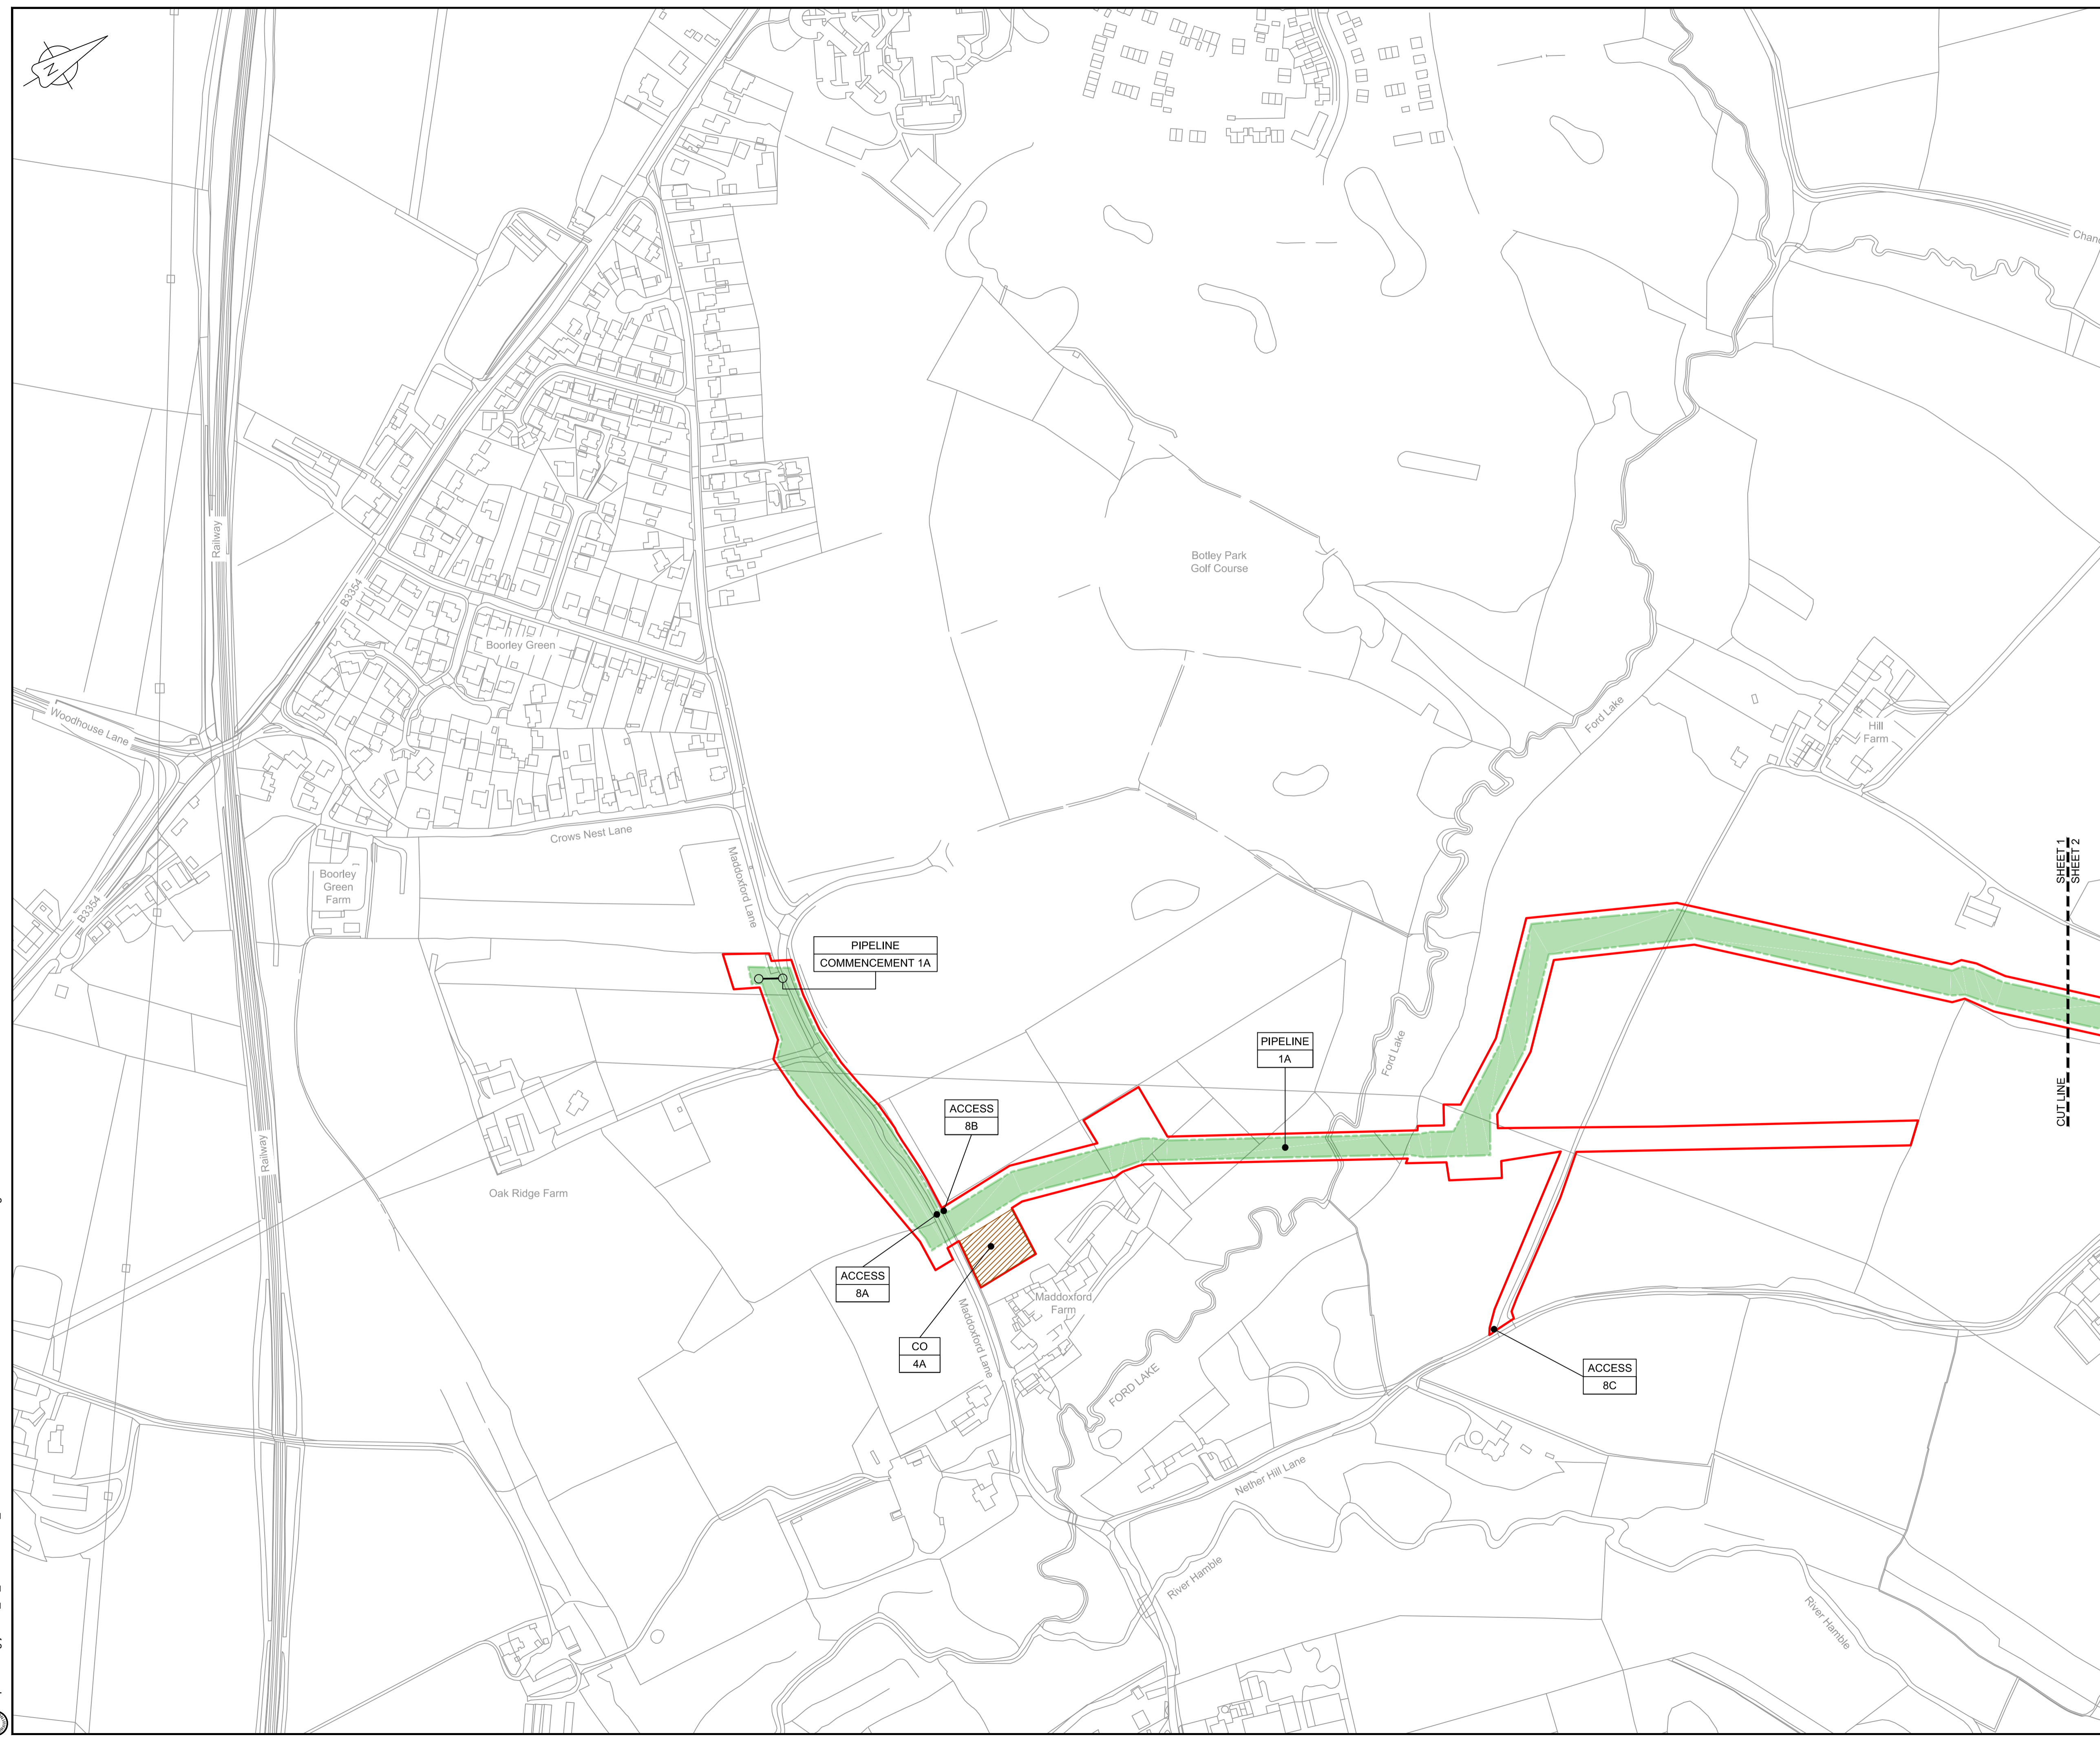 Chan
Railway
B3354
Botley Park
Golf Course
Boorley Green
Woodhouse Lane
Ford Lake
Hill
Farm
Crows Nest Lane
Boorley
Green
Farm
B3354
Maddoxford Lane
SHEET 1
SHEET 2
CUT LINE
PIPELINE
COMMENCEMENT 1A
PIPELINE
1A
Ford Lake
ACCESS
8B
Railway
Oak Ridge Farm
ACCESS
8A
Maddoxford
Farm
CO
4A
Maddoxford Lane
FORD LAKE
ACCESS
8C
Nether Hill Lane
River Hamble
River Hamble